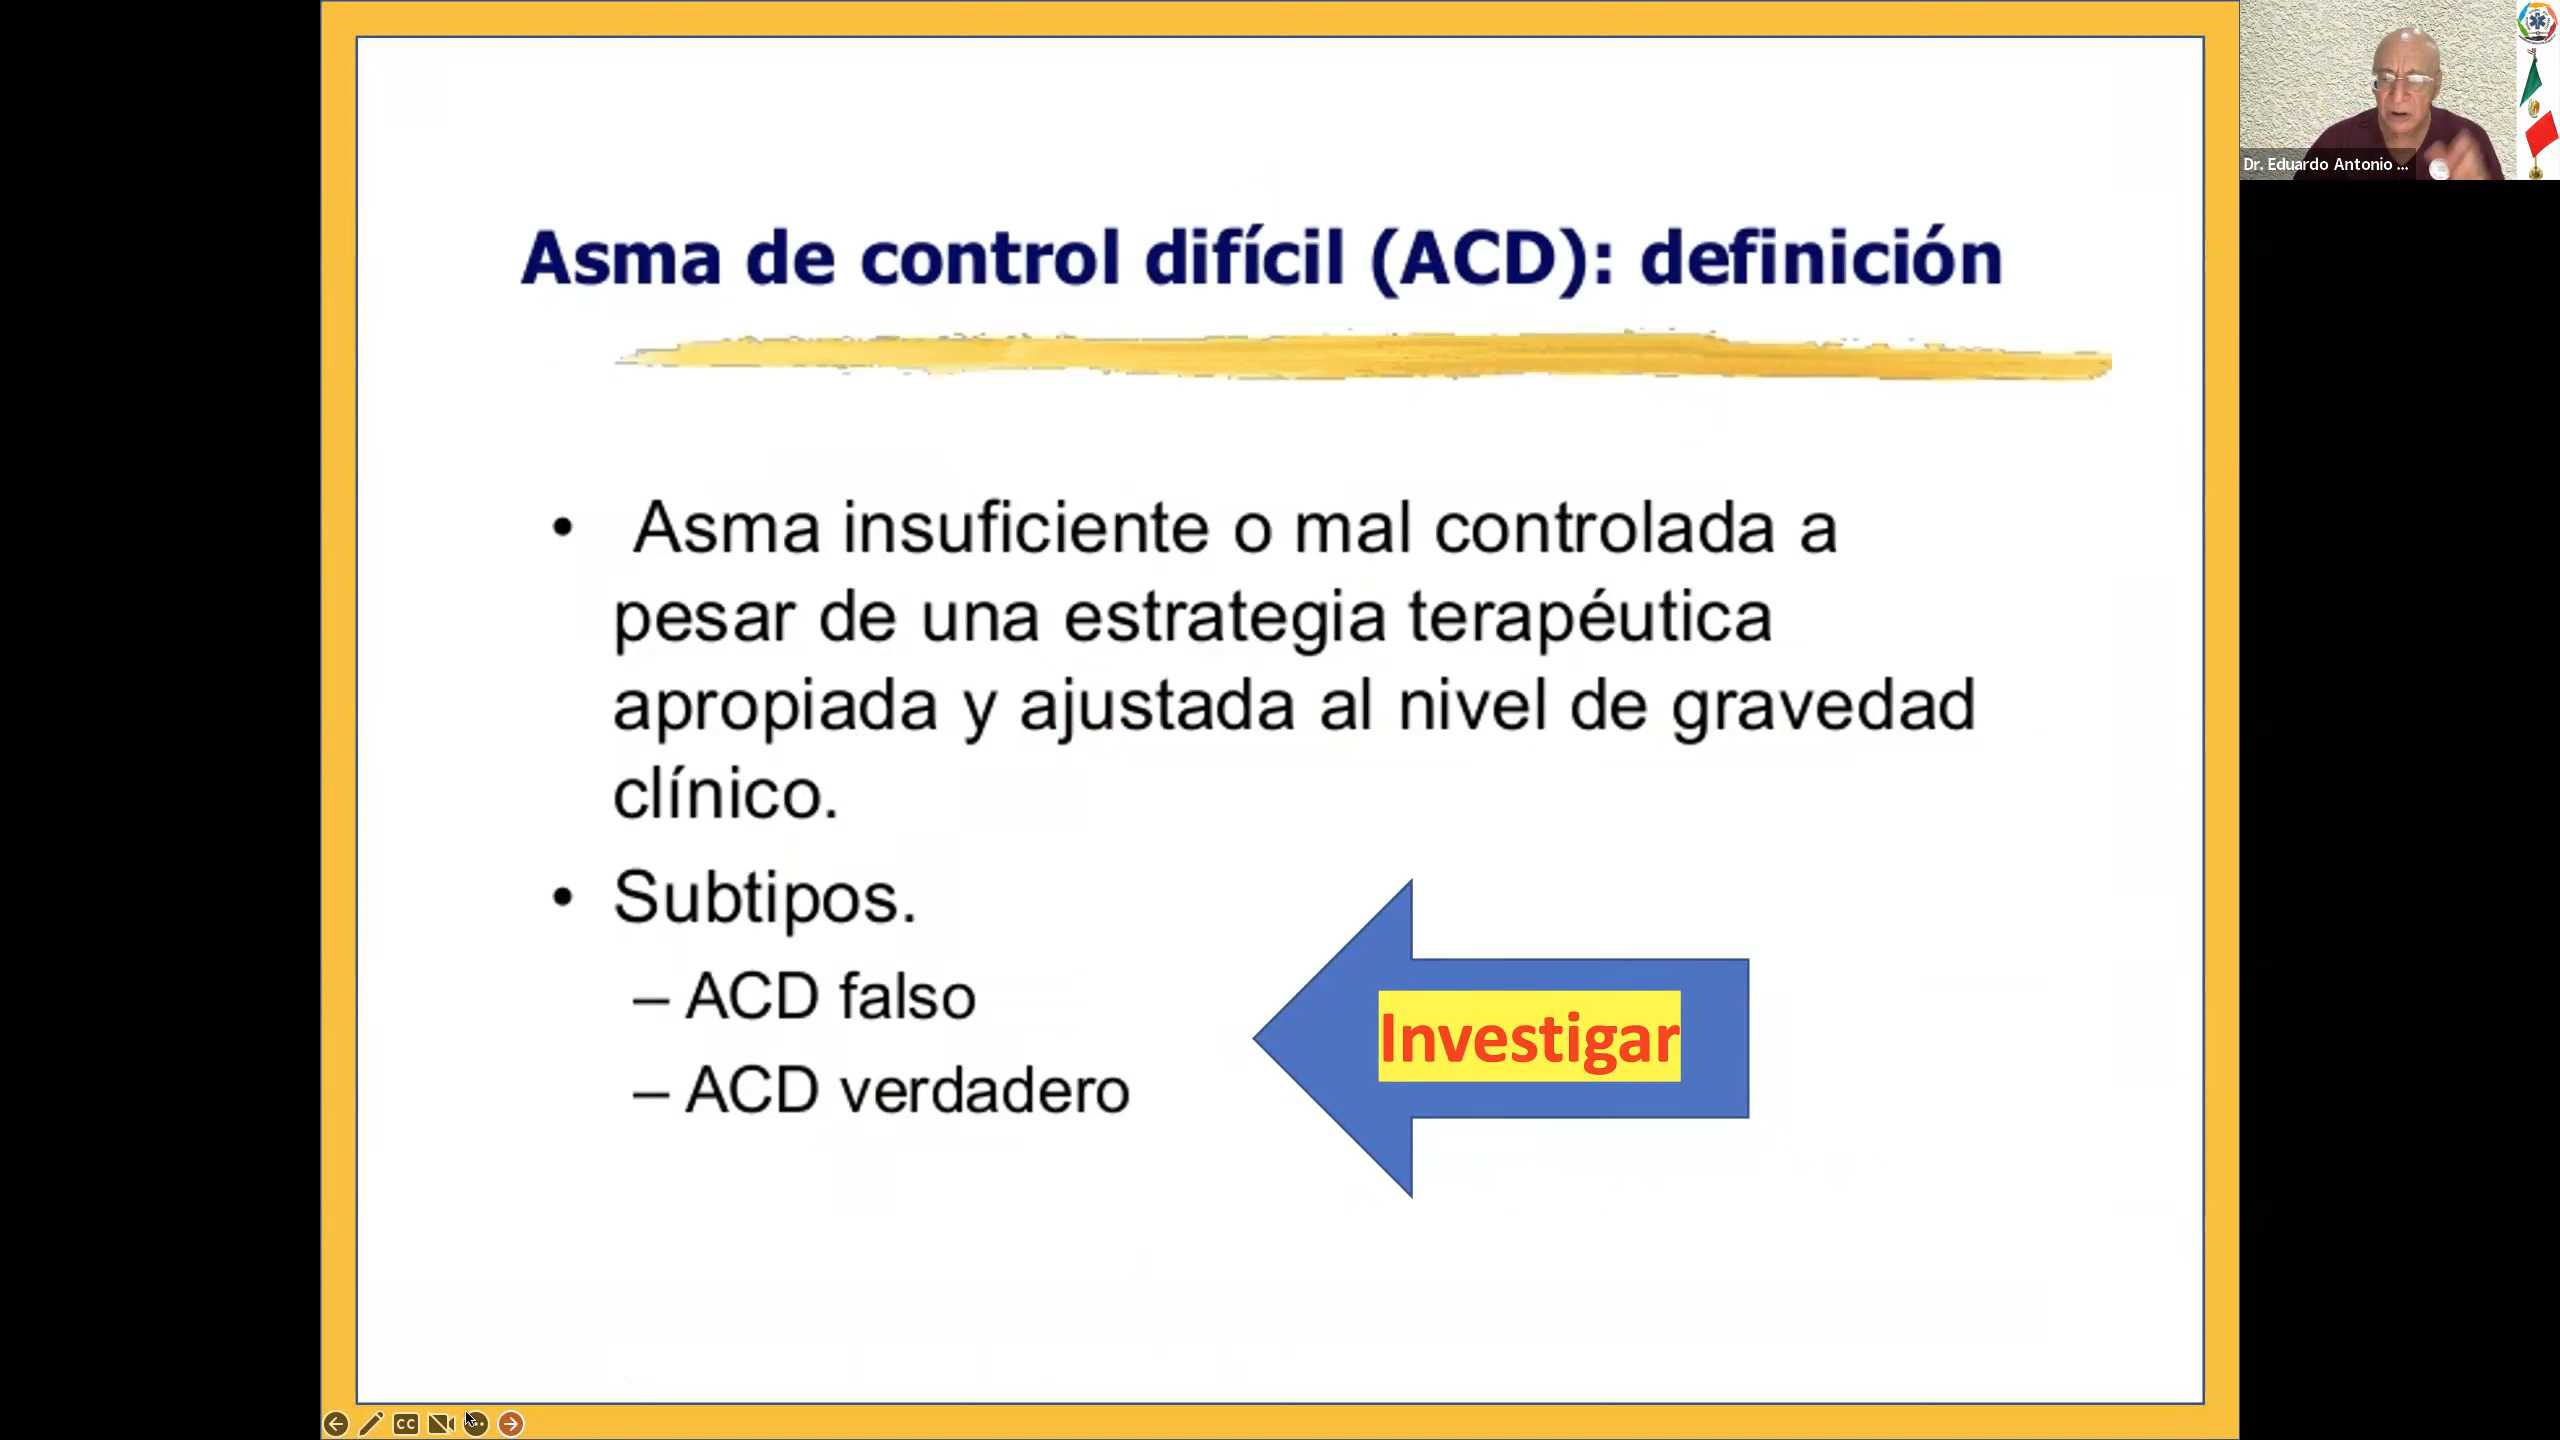 Asma de control difícil (ACD): definición
• Asma insuficiente o mal controlada a
pesar de una estrategia terapéutica
apropiada y ajustada al nivel de gravedad
clínico.
• Subtipos.
– ACD falso
– ACD verdadero
Investigar
Dr. Eduardo Antonio ...
CC